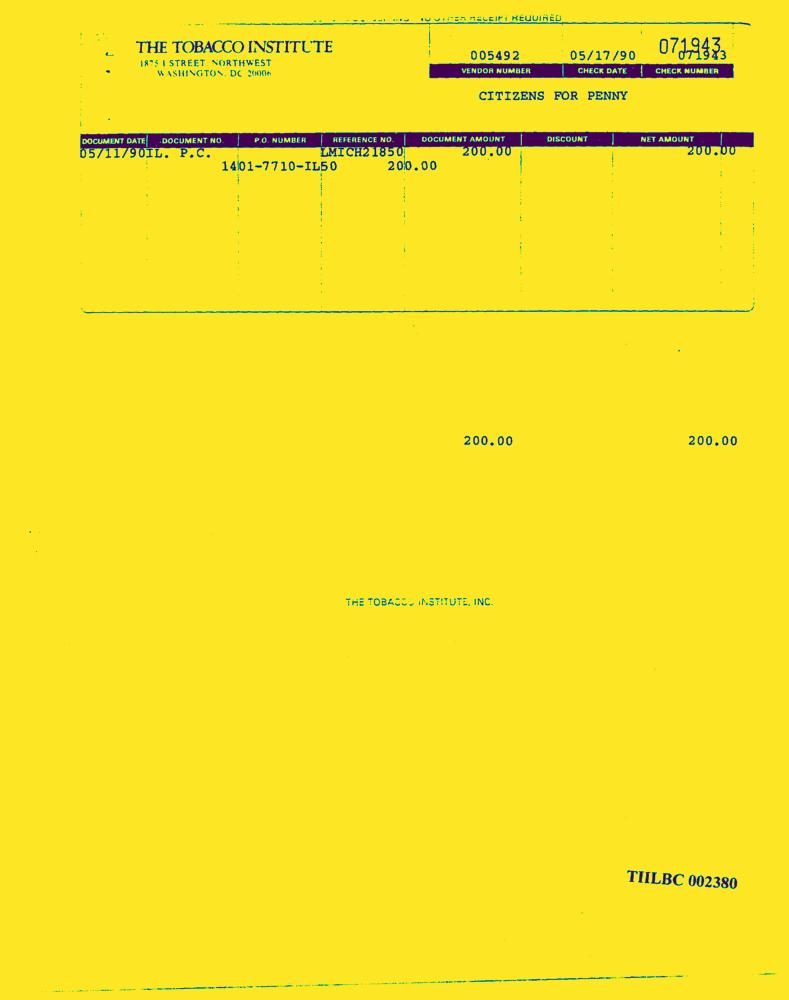 NO OTHER RECEIPT REQUIRED
THE TOBACCO INSTITUTE
1875 I STREET, NORTHWEST
WASHINGTON, DC 20006
071943
005492 05/17/90 071943
VENDOR NUMBER CHECK DATE CHECK NUMBER
CITIZENS FOR PENNY
DOCUMENT DATE DOCUMENT NO. P.O. NUMBER REFERENCE NO. DOCUMENT AMOUNT DISCOUNT NET AMOUNT
05/11/90IL. P.C. LMICH21850 200.00 200.00
1401-7710-IL50 200.00
200.00 200.00
THE TOBACCO INSTITUTE, INC.
TIILBC 002380